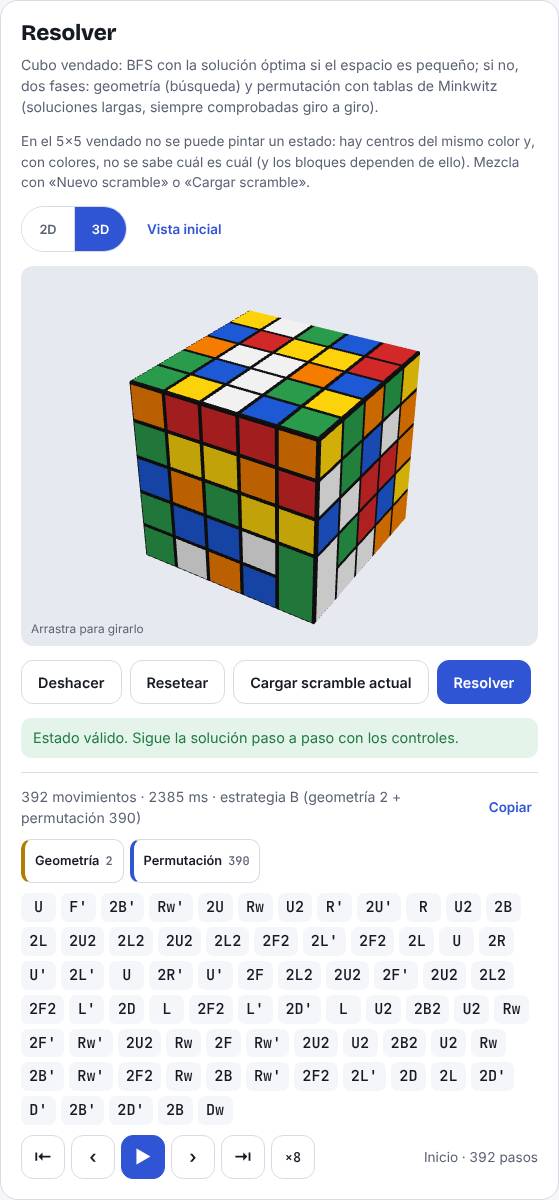 Resolver
Cubo vendado: BFS con la solución óptima si el espacio es pequeño; si no,
dos fases: geometría (búsqueda) y permutación con tablas de Minkwitz
(soluciones largas, siempre comprobadas giro a giro).
En el 5×5 vendado no se puede pintar un estado: hay centros del mismo color y,
con colores, no se sabe cuál es cuál (y los bloques dependen de ello). Mezcla
con «Nuevo scramble» o «Cargar scramble».
2D 3D Vista inicial
Arrastra para girarlo
Deshacer Resetear Cargar scramble actual Resolver
Estado válido. Sigue la solución paso a paso con los controles.
392 movimientos · 2385 ms · estrategia B (geometría 2 +
permutación 390)
Copiar
Geometría 2 Permutación 390
U F' 2B' Rw' 2U Rw U2 R' 2U' R U2 2B
2L 2U2 2L2 2U2 2L2 2F2 2L' 2F2 2L U 2R
U' 2L' U 2R' U' 2F 2L2 2U2 2F' 2U2 2L2
2F2 L' 2D L 2F2 L' 2D' L U2 2B2 U2 Rw
2F' Rw' 2U2 Rw 2F Rw' 2U2 U2 2B2 U2 Rw
2B' Rw' 2F2 Rw 2B Rw' 2F2 2L' 2D 2L 2D'
D' 2B' 2D' 2B Dw
×8 Inicio · 392 pasos